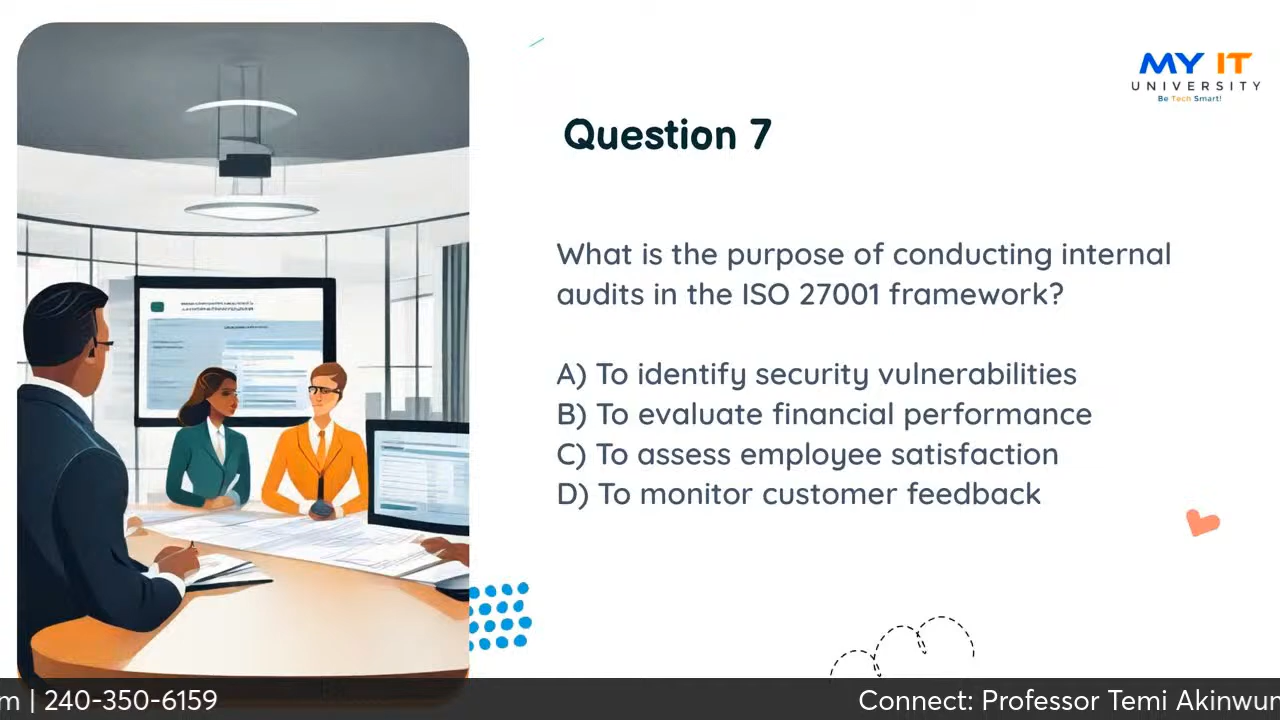 MY IT
UNIVERSITY
Be Tech Smart!
Question 7
What is the purpose of conducting internal
audits in the ISO 27001 framework?
A) To identify security vulnerabilities
B) To evaluate financial performance
C) To assess employee satisfaction
D) To monitor customer feedback
m | 240-350-6159
Connect: Professor Temi Akinwun